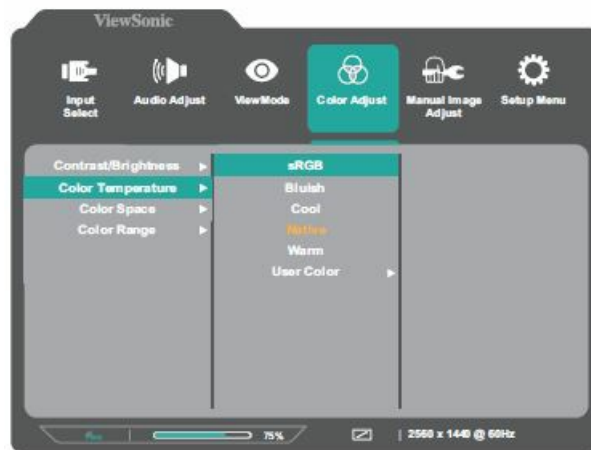 ViewSonic
Input Select
Audio Adjust
ViewMode
Color Adjust
Manual Image Adjust
Setup Menu
Contrast/Brightness
Color Temperature
Color Space
Color Range
sRGB
Bluish
Cool
Native
Warm
User Color
75%
2560 x 1440 @ 60Hz